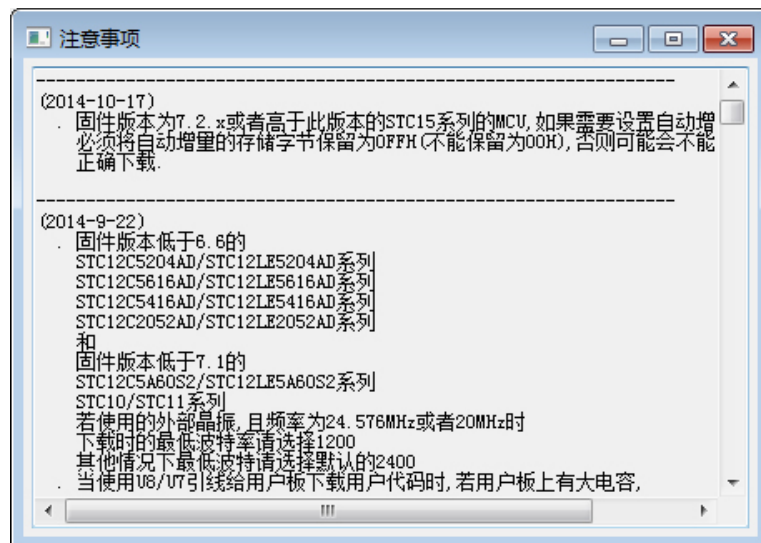 注意事项
----------------------------------------------------------------
(2014-10-17)
. 固件版本为7.2.x或者高于此版本的STC15系列的MCU,如果需要设置自动增
必须将自动增量的存储字节保留为0FFH(不能保留为00H),否则可能会不能
正确下载.
----------------------------------------------------------------
(2014-9-22)
. 固件版本低于6.6的
STC12C5204AD/STC12LE5204AD系列
STC12C5616AD/STC12LE5616AD系列
STC12C5416AD/STC12LE5416AD系列
STC12C2052AD/STC12LE2052AD系列
和
固件版本低于7.1的
STC12C5A60S2/STC12LE5A60S2系列
STC10/STC11系列
若使用的外部晶振,且频率为24.576MHz或者20MHz时
下载时的最低波特率请选择1200
其他情况下最低波特请选择默认的2400
. 当使用U8/U7引线给用户板下载用户代码时,若用户板上有大电容,